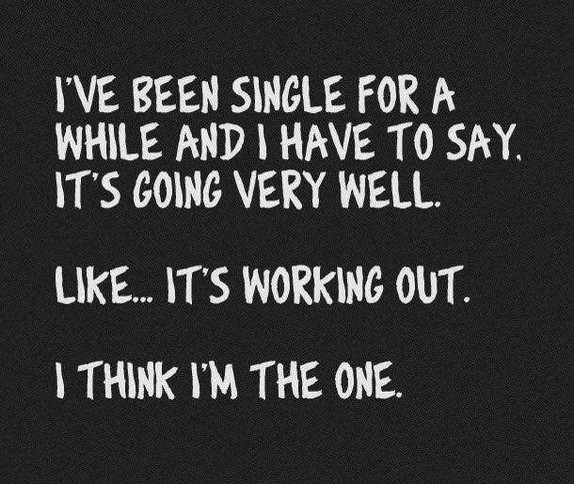 I'VE BEEN SINGLE FOR A
WHILE AND I HAVE TO SAY.
IT'S GOING VERY WELL.
LIKE... IT'S WORKING OUT.
I THINK I'M THE ONE.